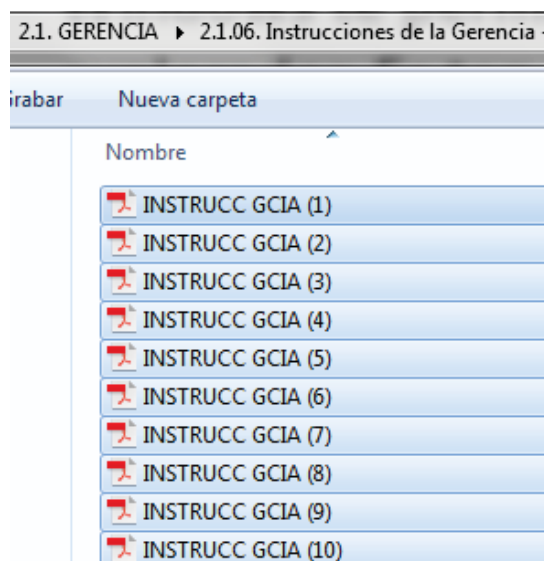 2.1. GERENCIA ▸ 2.1.06. Instrucciones de la Gerencia -
Grabar Nueva carpeta
Nombre
INSTRUCC GCIA (1)
INSTRUCC GCIA (2)
INSTRUCC GCIA (3)
INSTRUCC GCIA (4)
INSTRUCC GCIA (5)
INSTRUCC GCIA (6)
INSTRUCC GCIA (7)
INSTRUCC GCIA (8)
INSTRUCC GCIA (9)
INSTRUCC GCIA (10)